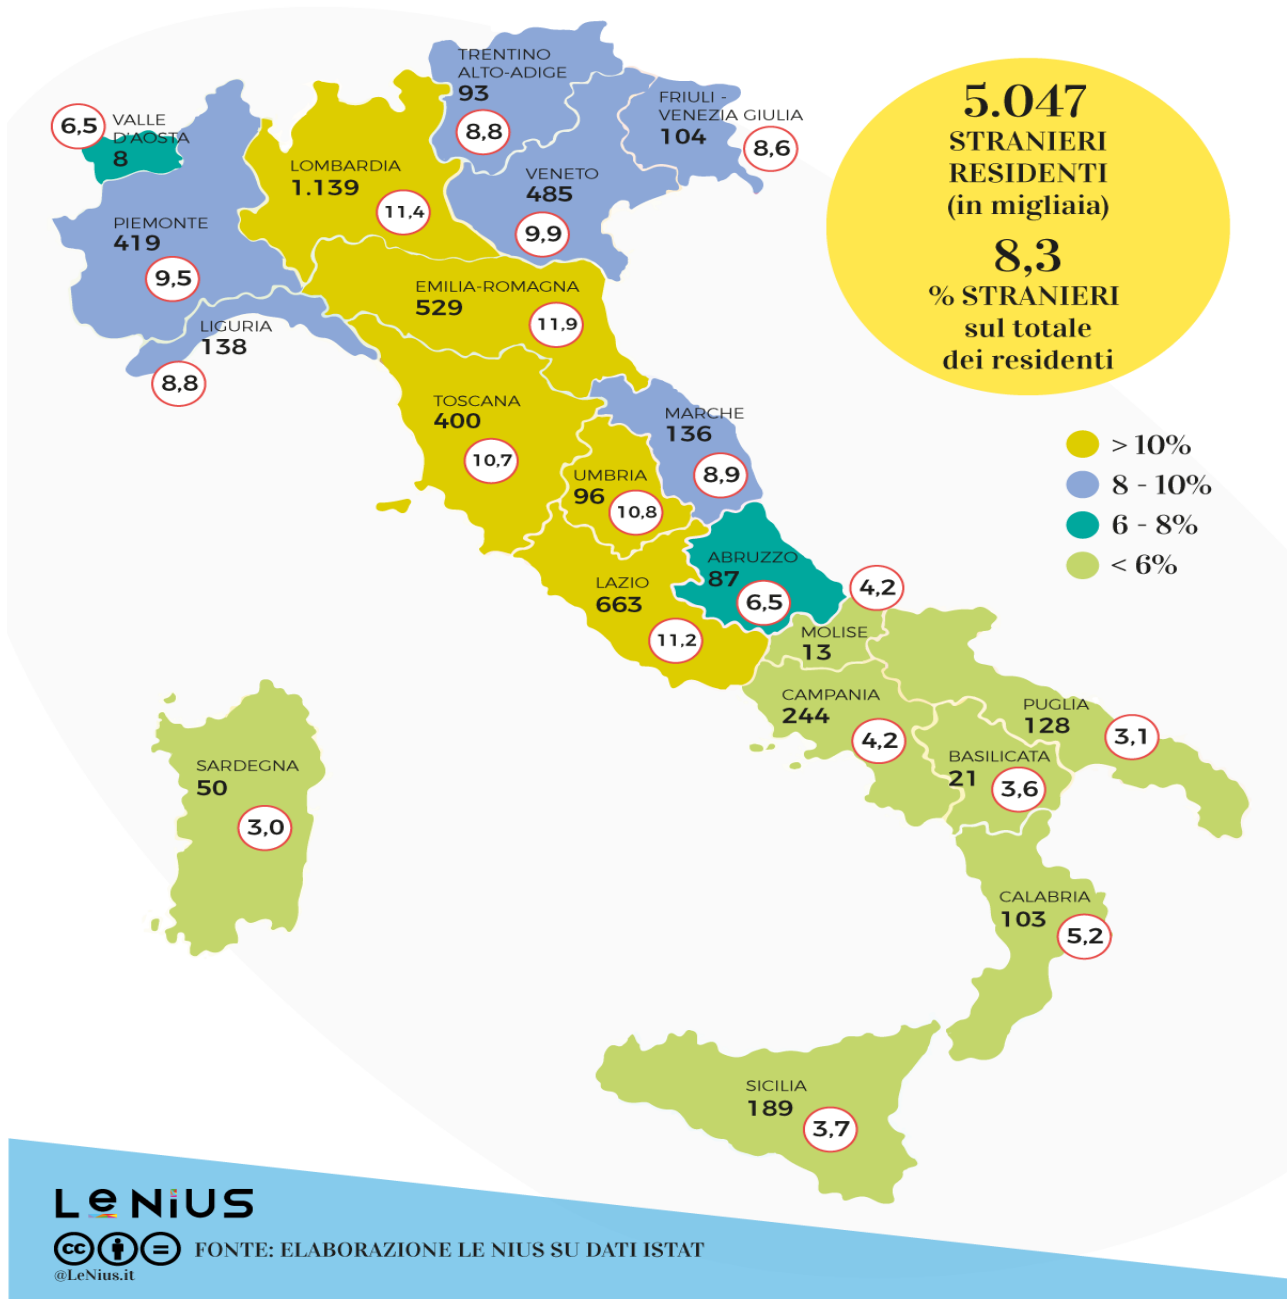 TRENTINO
ALTO-ADIGE
93
8,8
FRIULI -
VENEZIA GIULIA
104
8,6
6,5
VALLE
D'AOSTA
8
LOMBARDIA
1.139
11,4
VENETO
485
9,9
PIEMONTE
419
9,5
EMILIA-ROMAGNA
529
11,9
LIGURIA
138
8,8
TOSCANA
400
10,7
MARCHE
136
8,9
UMBRIA
96
10,8
ABRUZZO
87
6,5
LAZIO
663
11,2
4,2
MOLISE
13
CAMPANIA
244
4,2
PUGLIA
128
3,1
BASILICATA
21
3,6
SARDEGNA
50
3,0
CALABRIA
103
5,2
SICILIA
189
3,7
5.047
STRANIERI
RESIDENTI
(in migliaia)
8,3
% STRANIERI
sul totale
dei residenti
> 10%
8 - 10%
6 - 8%
< 6%
Le NiUS
cc
FONTE: ELABORAZIONE LE NIUS SU DATI ISTAT
@LeNius.it